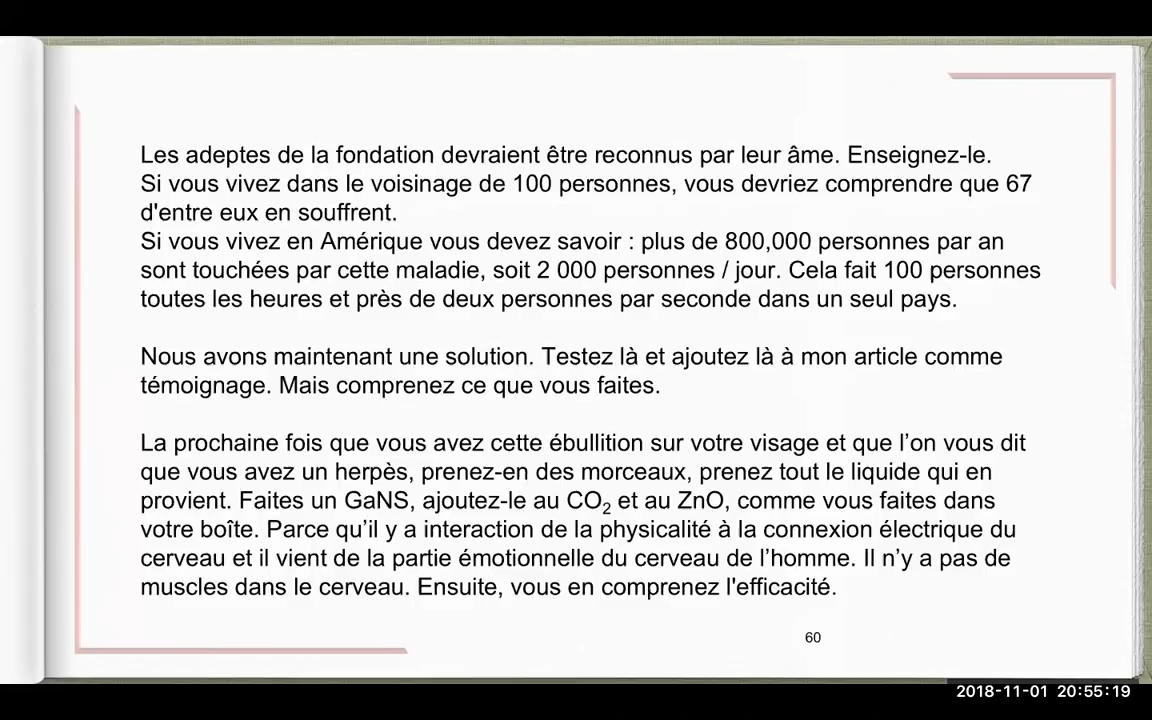 Les adeptes de la fondation devraient être reconnus par leur âme. Enseignez-le.
Si vous vivez dans le voisinage de 100 personnes, vous devriez comprendre que 67
d'entre eux en souffrent.
Si vous vivez en Amérique vous devez savoir : plus de 800,000 personnes par an
sont touchées par cette maladie, soit 2 000 personnes / jour. Cela fait 100 personnes
toutes les heures et près de deux personnes par seconde dans un seul pays.
Nous avons maintenant une solution. Testez là et ajoutez là à mon article comme
témoignage. Mais comprenez ce que vous faites.
La prochaine fois que vous avez cette ébullition sur votre visage et que l’on vous dit
que vous avez un herpès, prenez-en des morceaux, prenez tout le liquide qui en
provient. Faites un GaNS, ajoutez-le au CO₂ et au ZnO, comme vous faites dans
votre boîte. Parce qu’il y a interaction de la physicalité à la connexion électrique du
cerveau et il vient de la partie émotionnelle du cerveau de l’homme. Il n’y a pas de
muscles dans le cerveau. Ensuite, vous en comprenez l'efficacité.
60
2018-11-01 20:55:19